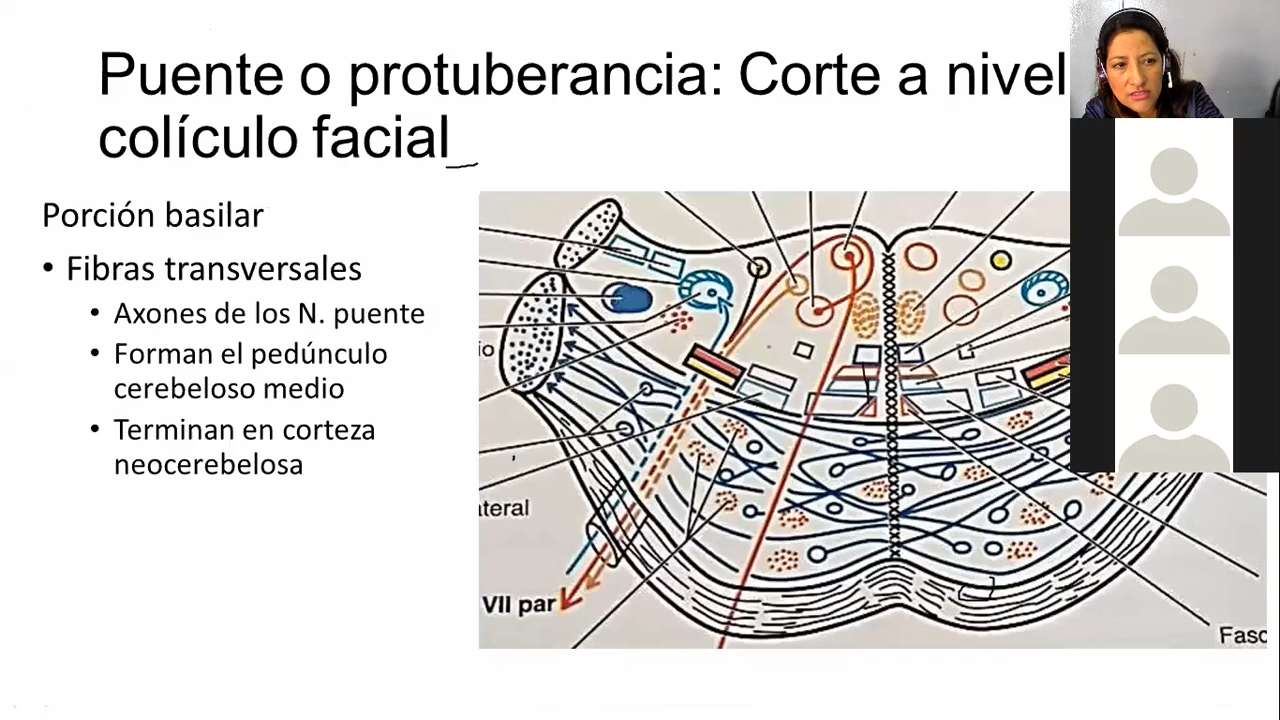 Puente o protuberancia: Corte a nivel
colículo facial
Porción basilar
• Fibras transversales
• Axones de los N. puente
• Forman el pedúnculo
cerebeloso medio
• Terminan en corteza
neocerebelosa
io
ateral
VII par
Fasc